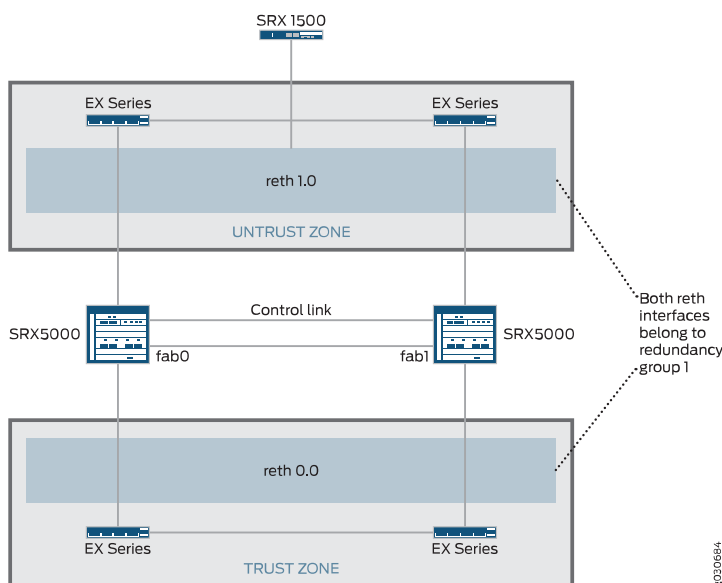 SRX 1500
EX Series
EX Series
reth 1.0
UNTRUST ZONE
Control link
SRX5000
SRX5000
fab0
fab1
Both reth
interfaces
belong to
redundancy
group 1
reth 0.0
EX Series
EX Series
TRUST ZONE
030684